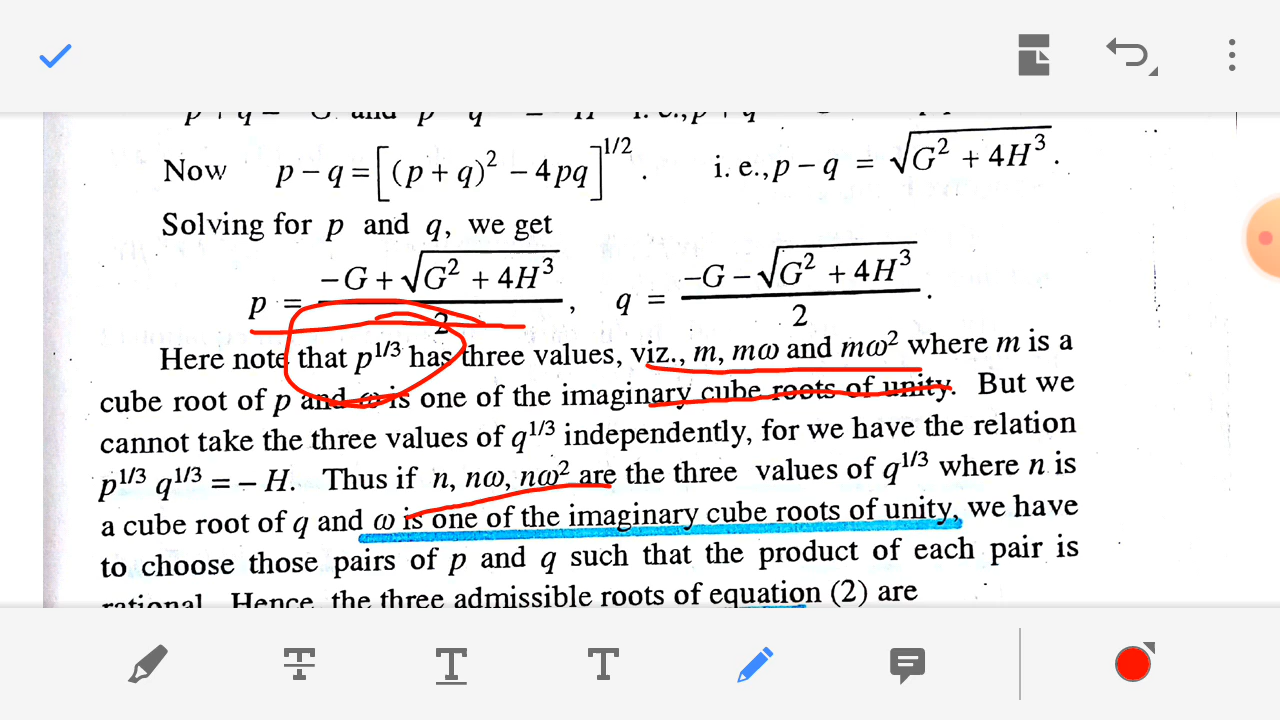 Now p − q = [(p + q)² − 4pq]^{1/2} . i. e., p − q = √(G² + 4H³) .
Solving for p and q, we get
p = (−G + √(G² + 4H³)) / 2 , q = (−G − √(G² + 4H³)) / 2 .
Here note that p^{1/3} has three values, viz., m, mω and mω² where m is a
cube root of p and ω is one of the imaginary cube roots of unity. But we
cannot take the three values of q^{1/3} independently, for we have the relation
p^{1/3} q^{1/3} = − H. Thus if n, nω, nω² are the three values of q^{1/3} where n is
a cube root of q and ω is one of the imaginary cube roots of unity, we have
to choose those pairs of p and q such that the product of each pair is
rational. Hence, the three admissible roots of equation (2) are
T T T